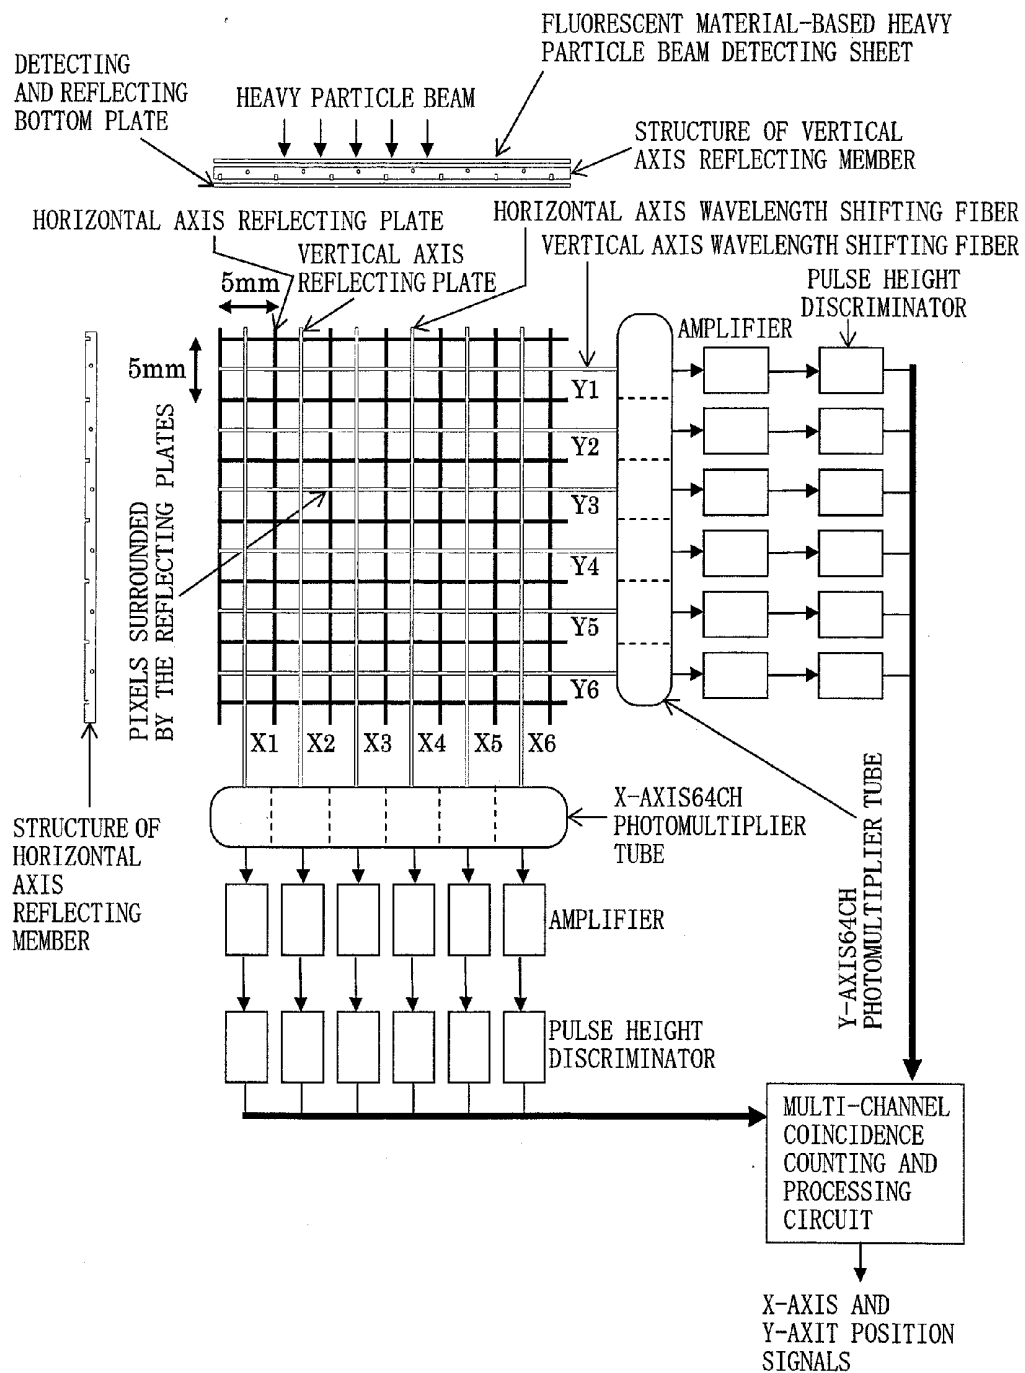 FLUORESCENT MATERIAL-BASED HEAVY
PARTICLE BEAM DETECTING SHEET
DETECTING
AND REFLECTING
BOTTOM PLATE
HEAVY PARTICLE BEAM
STRUCTURE OF VERTICAL
AXIS REFLECTING MEMBER
HORIZONTAL AXIS REFLECTING PLATE
HORIZONTAL AXIS WAVELENGTH SHIFTING FIBER
VERTICAL AXIS WAVELENGTH SHIFTING FIBER
VERTICAL AXIS
REFLECTING PLATE
PULSE HEIGHT
DISCRIMINATOR
5mm
AMPLIFIER
5mm
Y1
Y2
Y3
Y4
Y5
Y6
PIXELS SURROUNDED
BY THE REFLECTING PLATES
X1 X2 X3 X4 X5 X6
X-AXIS64CH
PHOTOMULTIPLIER
TUBE
Y-AXIS64CH
PHOTOMULTIPLIER TUBE
STRUCTURE OF
HORIZONTAL
AXIS
REFLECTING
MEMBER
AMPLIFIER
PULSE HEIGHT
DISCRIMINATOR
MULTI-CHANNEL
COINCIDENCE
COUNTING AND
PROCESSING
CIRCUIT
X-AXIS AND
Y-AXIT POSITION
SIGNALS